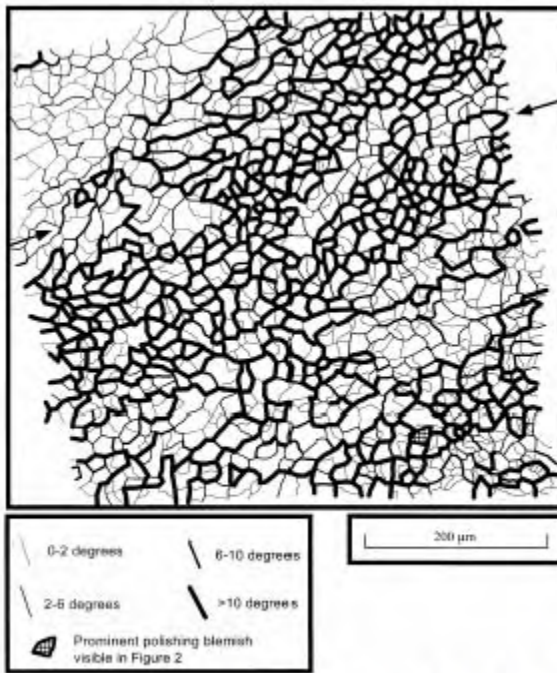 0-2 degrees
6-10 degrees
2-6 degrees
>10 degrees
Prominent polishing blemish
visible in Figure 2
200 µm